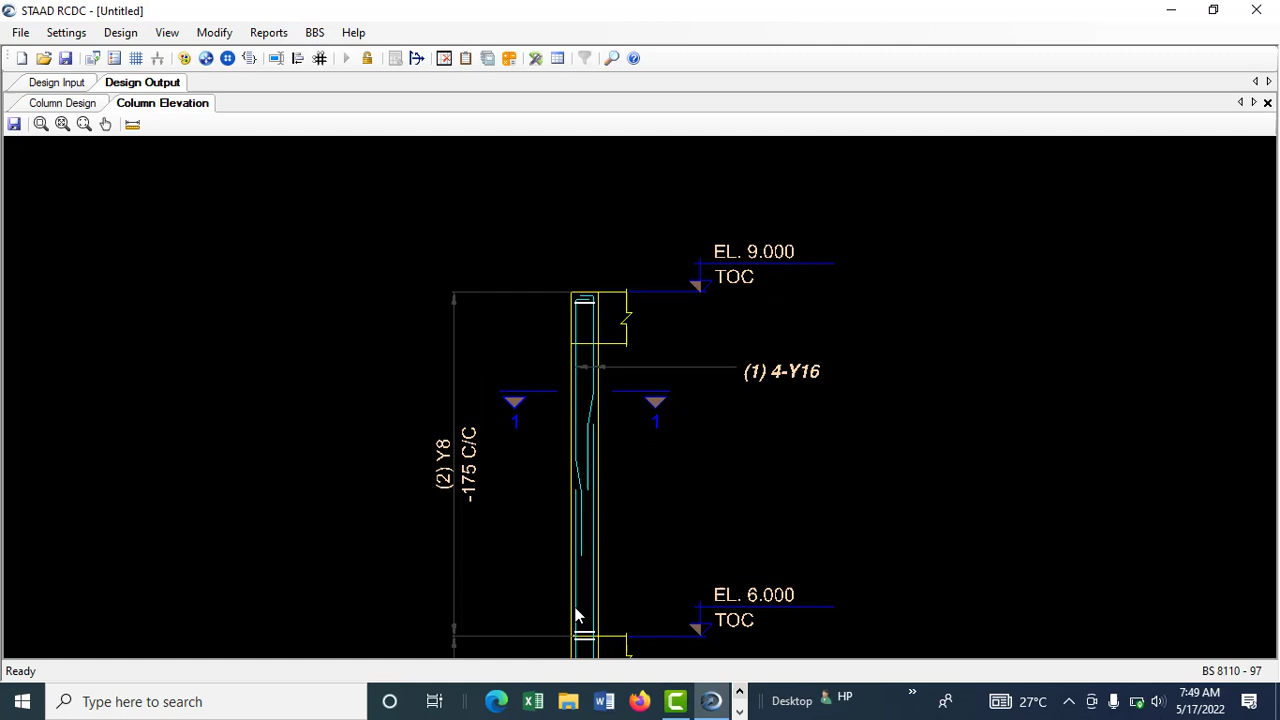 STAAD RCDC - [Untitled]
File Settings Design View Modify Reports BBS Help
Design Input Design Output
Column Design Column Elevation
EL. 9.000
TOC
(1) 4-Y16
1 1
(2) Y8
-175 C/C
EL. 6.000
TOC
Ready BS 8110 - 97
Type here to search Desktop HP 27°C 7:49 AM
5/17/2022